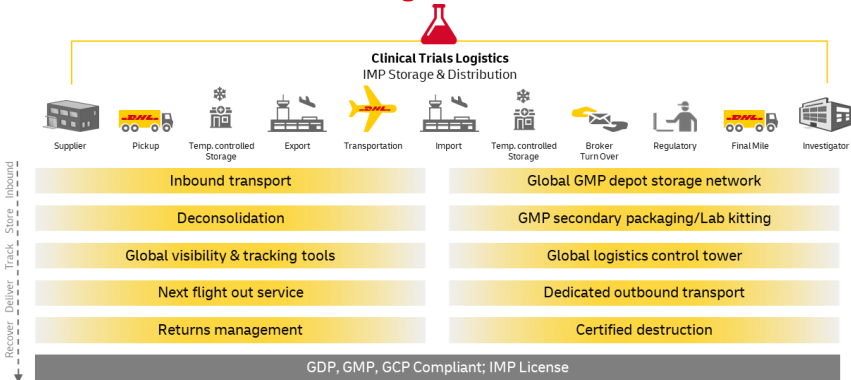 Clinical Trials Logistics
IMP Storage & Distribution
DHL
DHL
DHL
Supplier
Pickup
Temp. controlled
Storage
Export
Transportation
Import
Temp. controlled
Storage
Broker
Turn Over
Regulatory
Final Mile
Investigator
Inbound
Store
Track
Deliver
Recover
Inbound transport
Global GMP depot storage network
Deconsolidation
GMP secondary packaging/Lab kitting
Global visibility & tracking tools
Global logistics control tower
Next flight out service
Dedicated outbound transport
Returns management
Certified destruction
GDP, GMP, GCP Compliant; IMP License